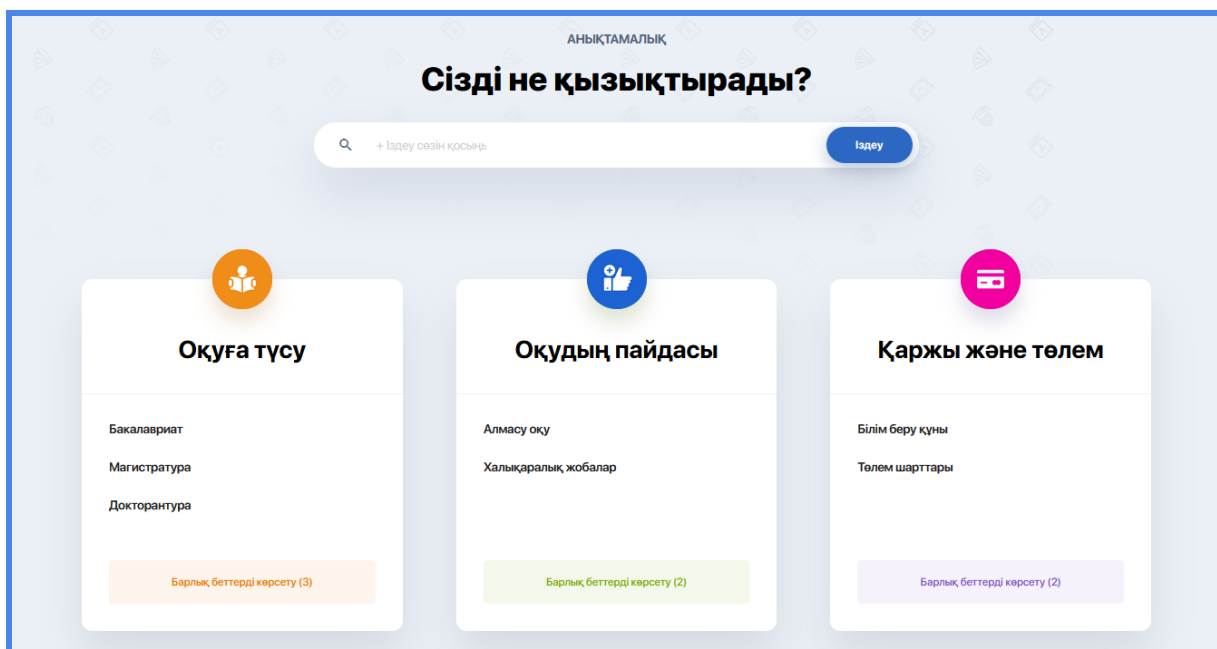 АНЫҚТАМАЛЫҚ
Сізді не қызықтырады?
+ Іздеу сөзін қосыңь
Іздеу
Оқуға түсу
Бакалавриат
Магистратура
Докторантура
Барлық беттерді көрсету (3)
Оқудың пайдасы
Алмасу оқу
Халықаралық жобалар
Барлық беттерді көрсету (2)
Қаржы және төлем
Білім беру құны
Төлем шарттары
Барлық беттерді көрсету (2)